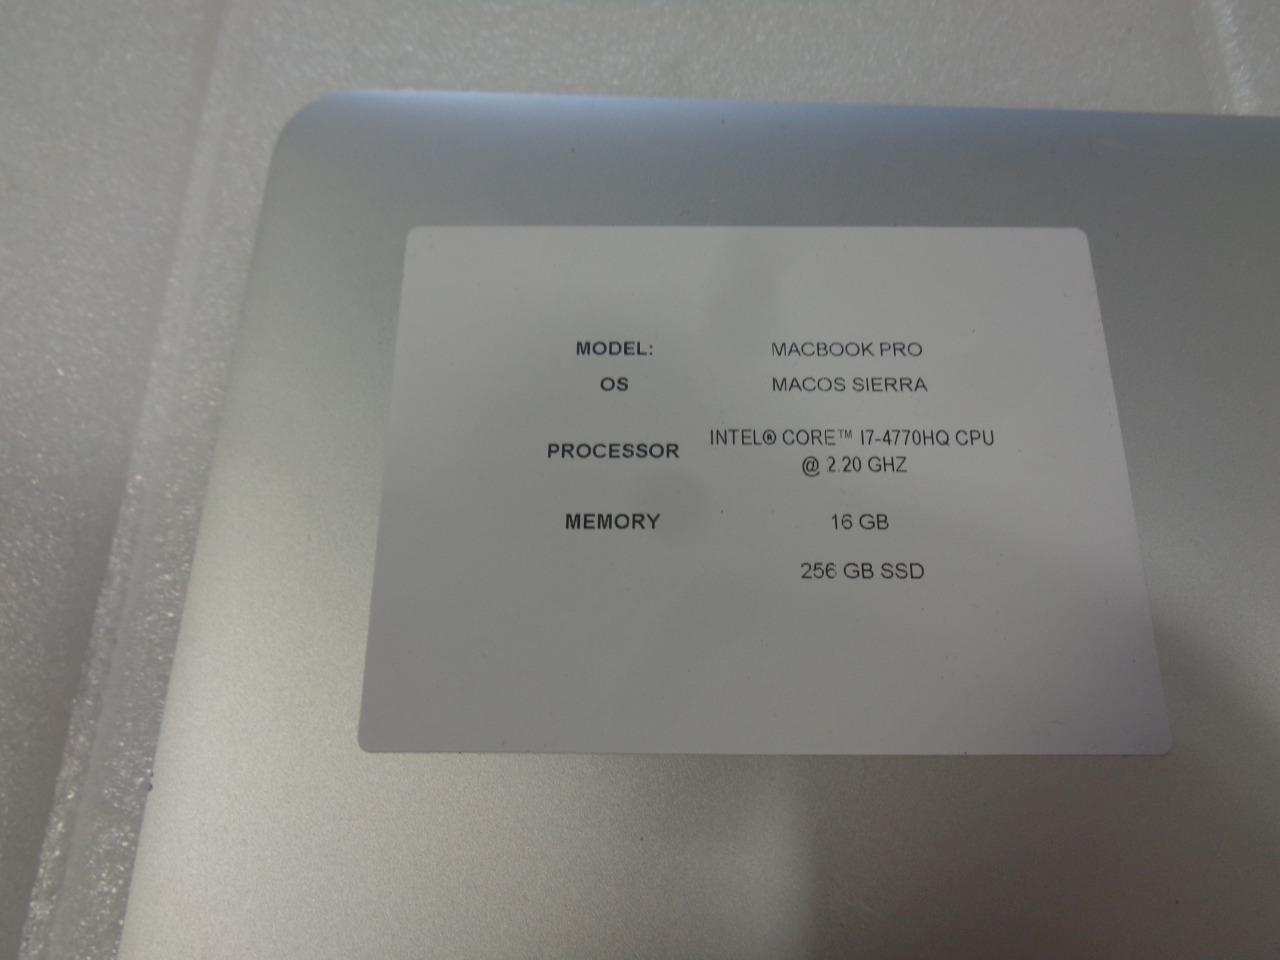 MODEL: MACBOOK PRO
OS MACOS SIERRA
PROCESSOR INTEL® CORE™ I7-4770HQ CPU
@ 2.20 GHZ
MEMORY 16 GB
256 GB SSD